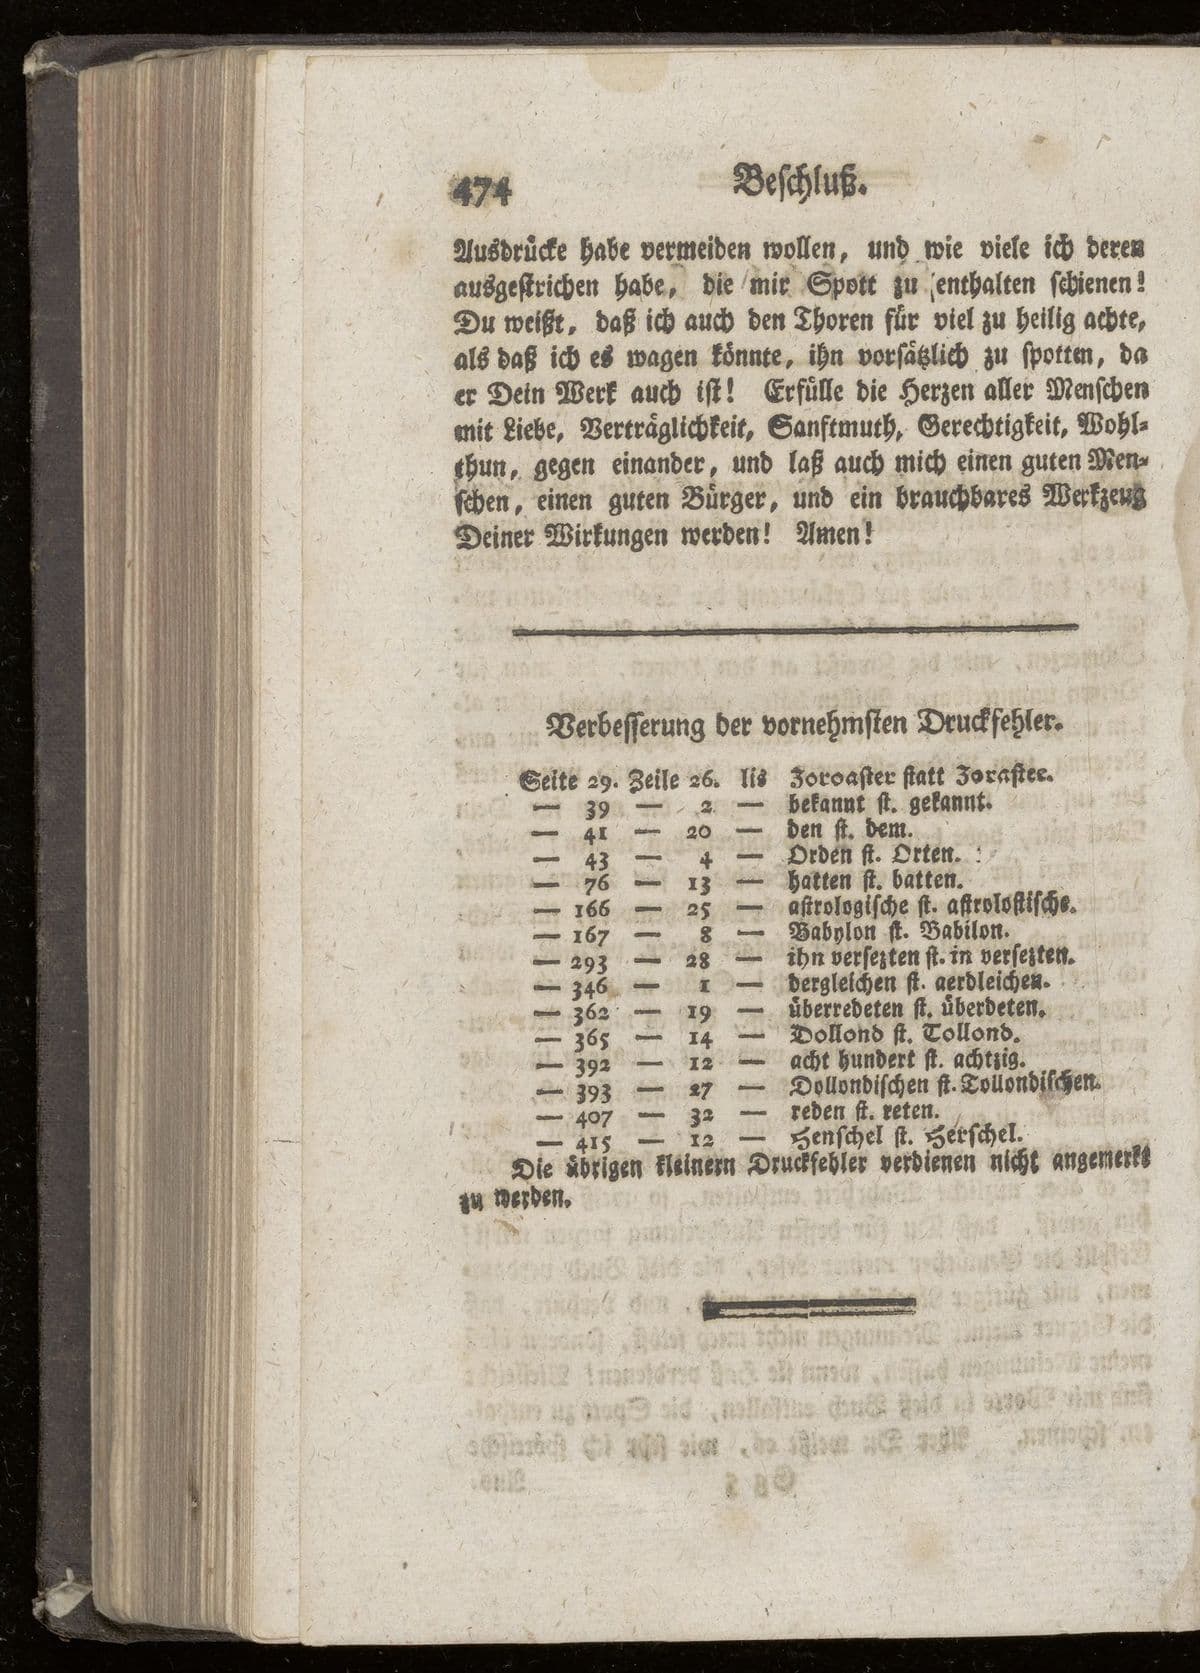 474 Beſchluß.
Ausdrücke habe vermeiden wollen, und wie viele ich deren
ausgeſtrichen habe, die mir Spott zu enthalten ſchienen!
Du weißt, daß ich auch den Thoren für viel zu heilig achte,
als daß ich es wagen könnte, ihn vorſätzlich zu ſpotten, da
er Dein Werk auch iſt! Erfülle die Herzen aller Menſchen
mit Liebe, Verträglichkeit, Sanftmuth, Gerechtigkeit, Wohl-
thun, gegen einander, und laß auch mich einen guten Men-
ſchen, einen guten Bürger, und ein brauchbares Werkzeug
Deiner Wirkungen werden! Amen!
Verbeſſerung der vornehmſten Druckfehler.
Seite 29. Zeile 26. lis Zoroaſter ſtatt Zoraſter.
— 39 — 2 — bekannt ſt. gekannt.
— 41 — 20 — den ſt. dem.
— 43 — 4 — Orden ſt. Orten.
— 76 — 13 — hatten ſt. batten.
— 166 — 25 — aſtrologiſche ſt. aſtroloſtiſche.
— 167 — 8 — Babylon ſt. Babilon.
— 293 — 28 — ihn verſezten ſt. in verſezten.
— 346 — 1 — dergleichen ſt. aerdleichen.
— 362 — 19 — überredeten ſt. überdeten.
— 365 — 14 — Dollond ſt. Tollond.
— 392 — 12 — acht hundert ſt. achtzig.
— 393 — 27 — Dollondiſchen ſt. Tollondiſchen.
— 407 — 32 — reden ſt. reten.
— 415 — 12 — Henſchel ſt. Herſchel.
Die übrigen kleinern Druckfehler verdienen nicht angemerkt
zu werden.